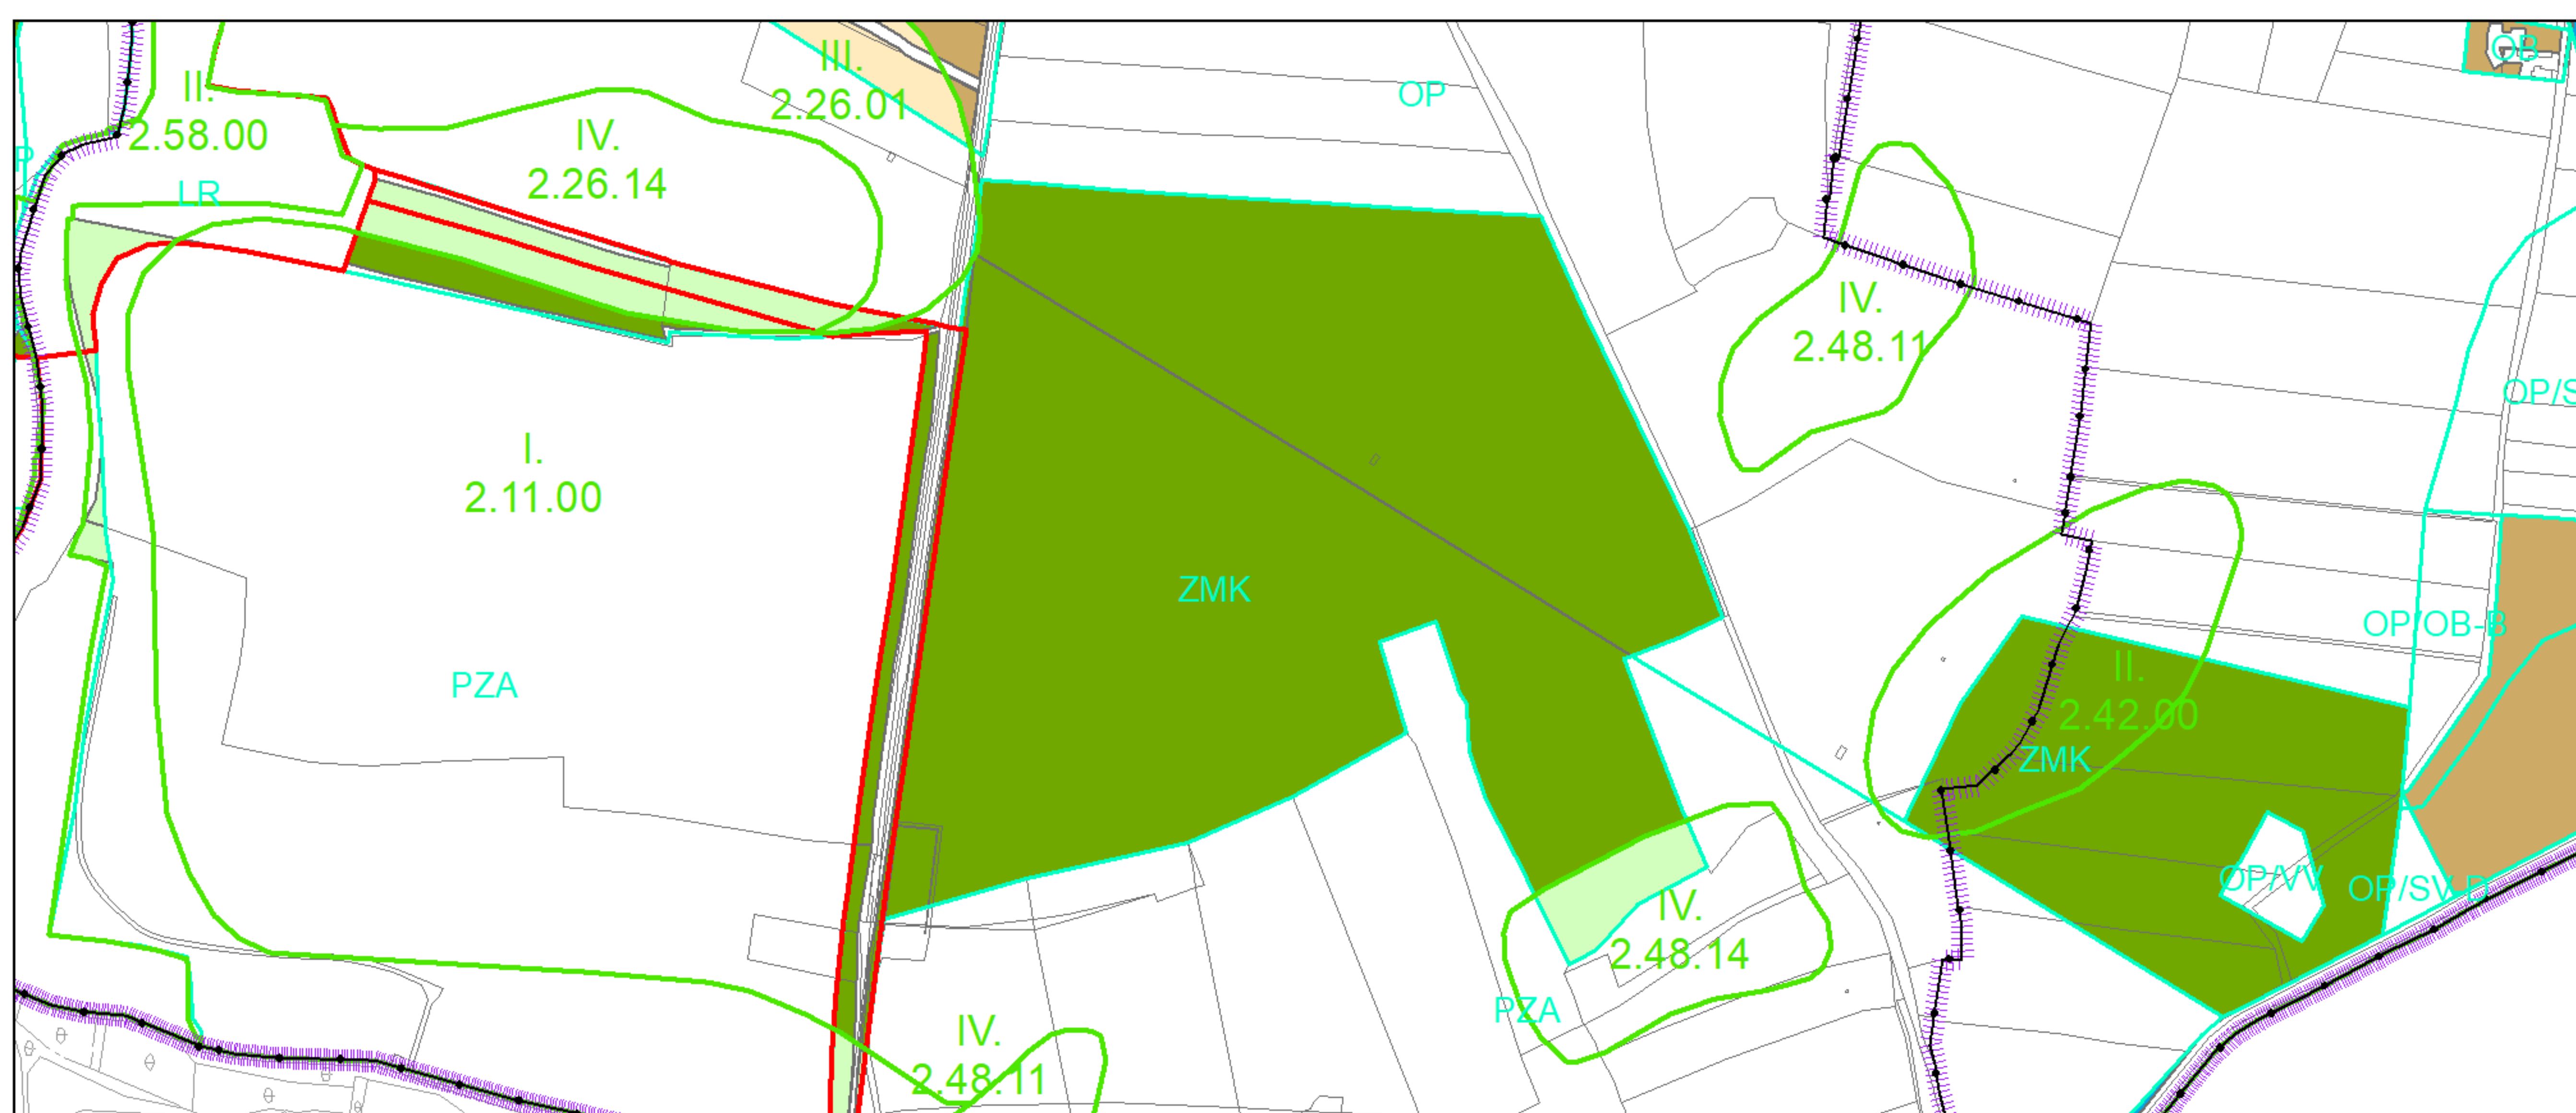 OB
III.
2.26.01
II.
2.58.00
OP
IV.
2.26.14
P
LR
IV.
2.48.11
OP/S
I.
2.11.00
ZMK
OP/OB-B
II.
2.42.00
PZA
ZMK
OP/VV
OP/SV-D
IV.
2.48.14
PZA
IV.
2.48.11